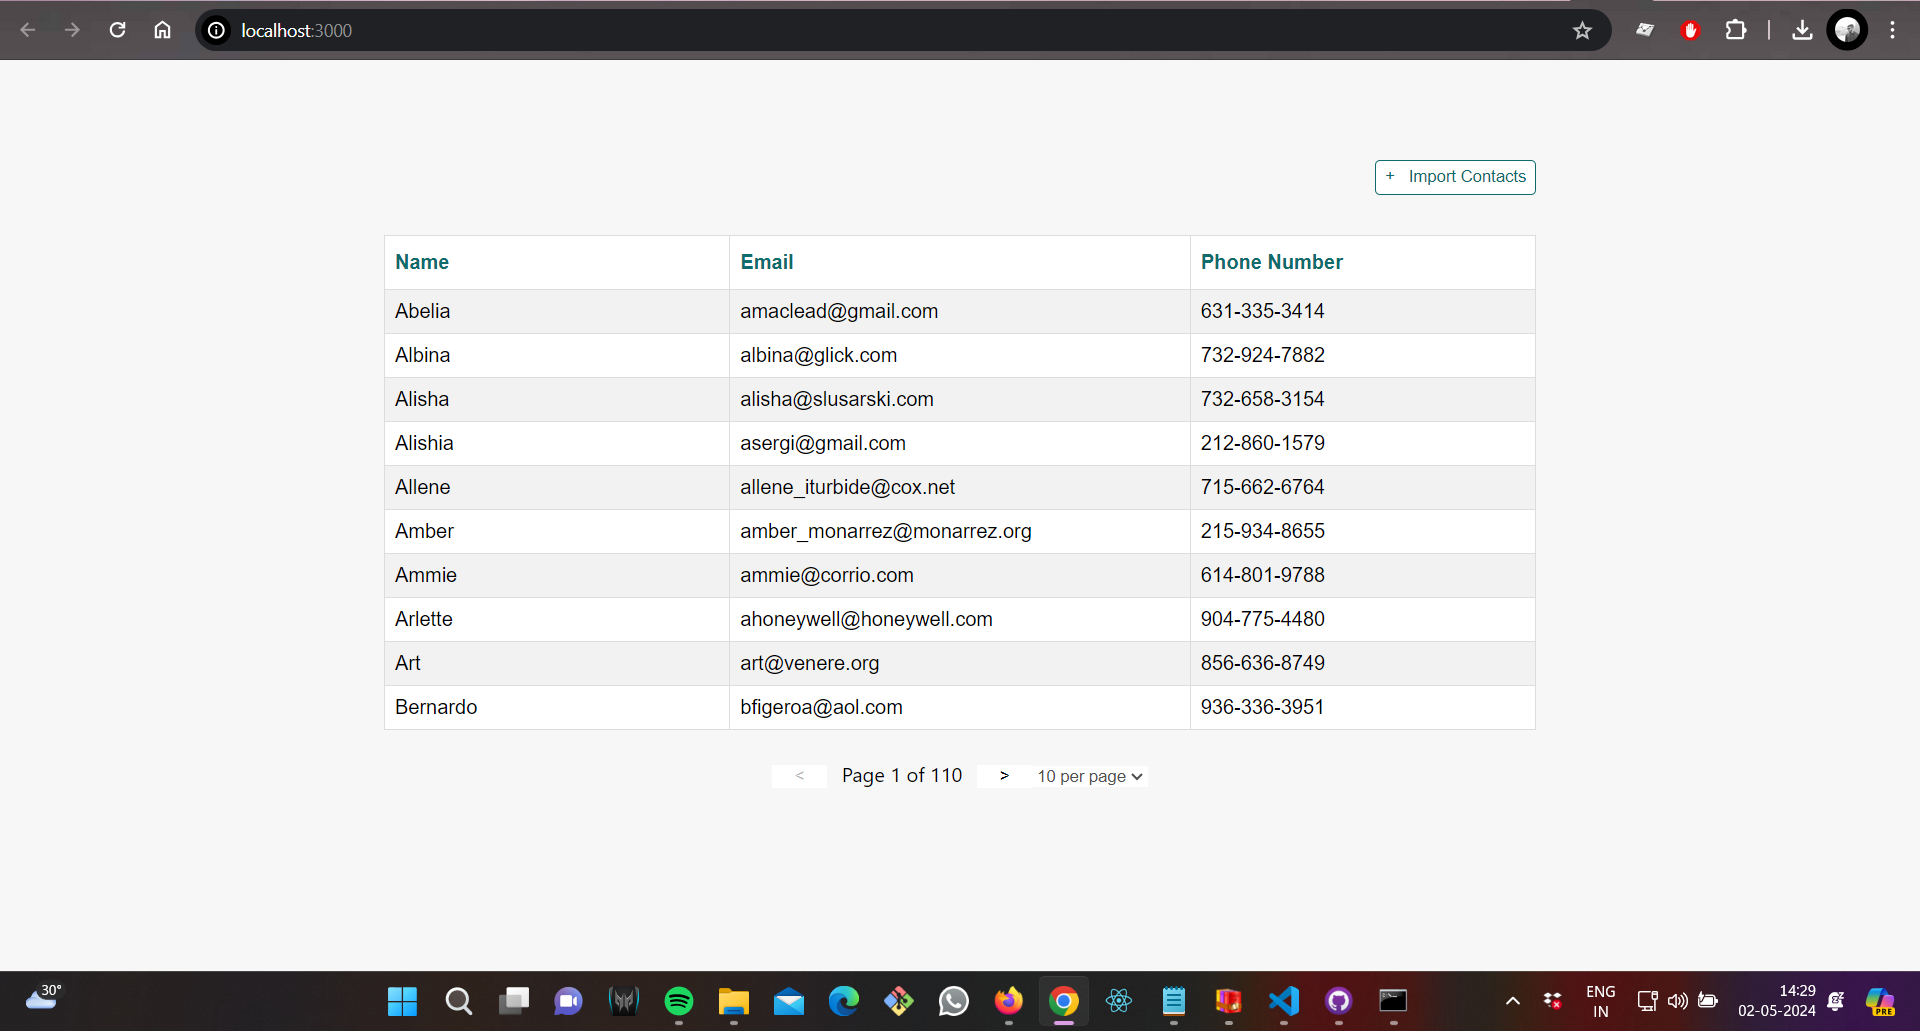 localhost:3000
+ Import Contacts
Name Email Phone Number
Abelia amaclead@gmail.com 631-335-3414
Albina albina@glick.com 732-924-7882
Alisha alisha@slusarski.com 732-658-3154
Alishia asergi@gmail.com 212-860-1579
Allene allene_iturbide@cox.net 715-662-6764
Amber amber_monarrez@monarrez.org 215-934-8655
Ammie ammie@corrio.com 614-801-9788
Arlette ahoneywell@honeywell.com 904-775-4480
Art art@venere.org 856-636-8749
Bernardo bfigeroa@aol.com 936-336-3951
< Page 1 of 110 > 10 per page
30°
ENG
IN
14:29
02-05-2024
PRE